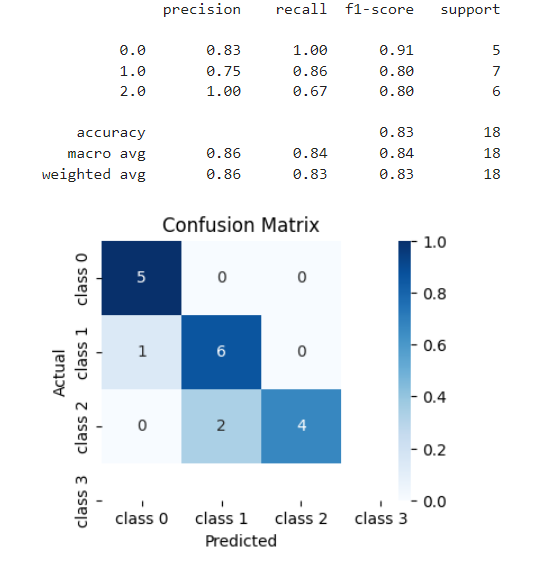 precision recall f1-score support
0.0 0.83 1.00 0.91 5
1.0 0.75 0.86 0.80 7
2.0 1.00 0.67 0.80 6
accuracy 0.83 18
macro avg 0.86 0.84 0.84 18
weighted avg 0.86 0.83 0.83 18
Confusion Matrix
1.0
0.8
0.6
0.4
0.2
0.0
Actual
class 0
5 0 0
class 1
1 6 0
class 2
0 2 4
class 3
class 0 class 1 class 2 class 3
Predicted